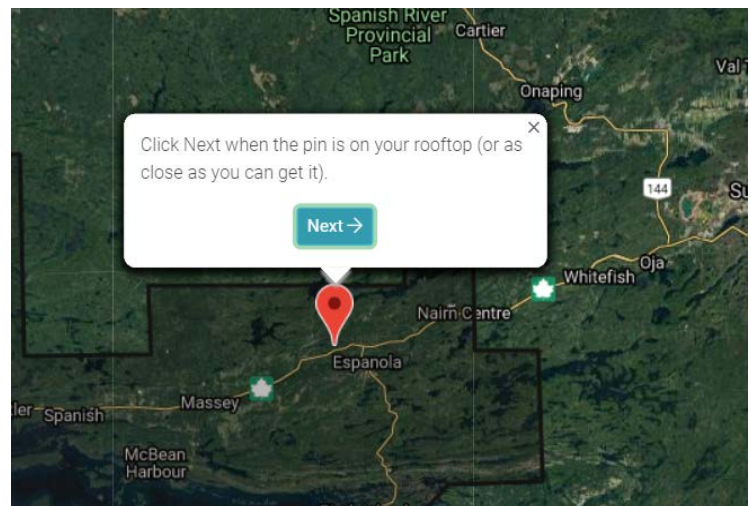 Spanish River
Provincial
Park
Cartier
Val
Onaping
×
Click Next when the pin is on your rooftop (or as
close as you can get it).
Next →
144
Su
Oja
Whitefish
Nairn Centre
Espanola
Massey
ler
Spanish
McBean
Harbour